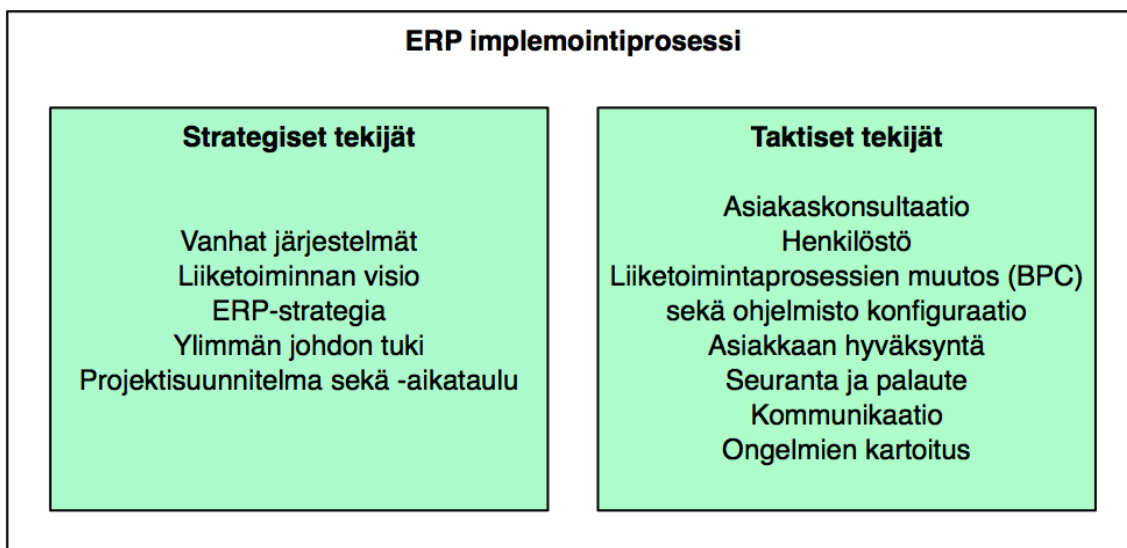 ERP implemointiprosessi
Strategiset tekijät
Vanhat järjestelmät
Liiketoiminnan visio
ERP-strategia
Ylimmän johdon tuki
Projektisuunnitelma sekä -aikataulu
Taktiset tekijät
Asiakaskonsultaatio
Henkilöstö
Liiketoimintaprosessien muutos (BPC)
sekä ohjelmisto konfiguraatio
Asiakkaan hyväksyntä
Seuranta ja palaute
Kommunikaatio
Ongelmien kartoitus